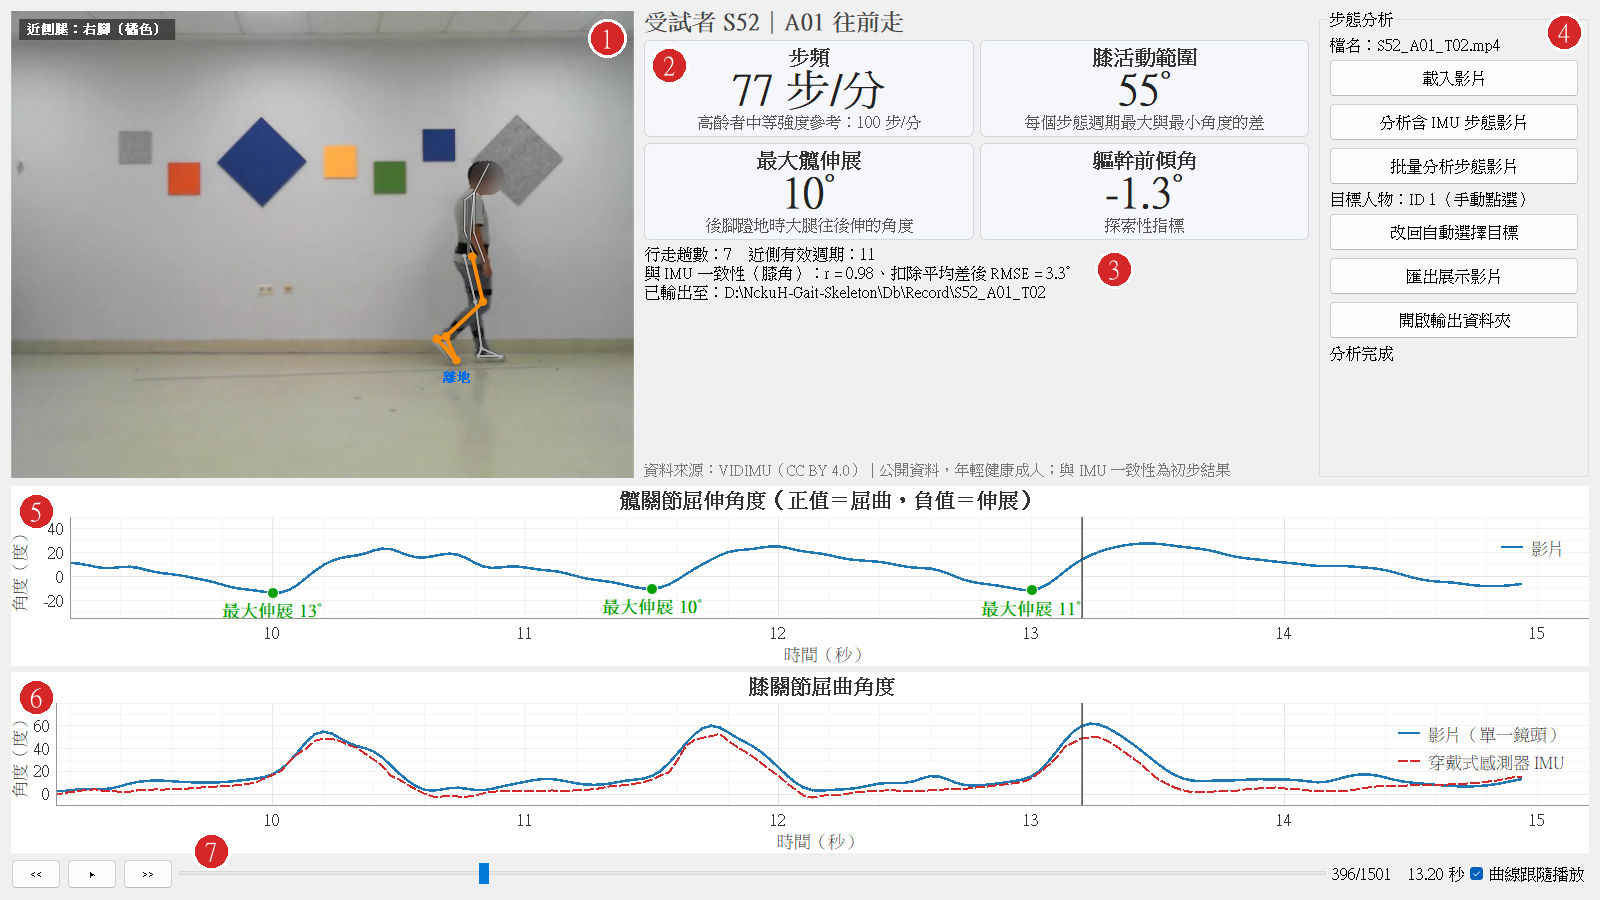 近側腿：右腳（橘色）
1
離地
受試者 S52｜A01 往前走
2
步頻
77 步/分
高齡者中等強度參考：100 步/分
膝活動範圍
55°
每個步態週期最大與最小角度的差
最大髖伸展
10°
後腳蹬地時大腿往後伸的角度
軀幹前傾角
-1.3°
探索性指標
行走趟數：7　近側有效週期：11
與 IMU 一致性（膝角）：r = 0.98、扣除平均差後 RMSE = 3.3°
已輸出至：D:\NckuH-Gait-Skeleton\Db\Record\S52_A01_T02
3
資料來源：VIDIMU（CC BY 4.0）｜公開資料，年輕健康成人；與 IMU 一致性為初步結果
步態分析
4
檔名：S52_A01_T02.mp4
載入影片
分析含 IMU 步態影片
批量分析步態影片
目標人物：ID 1（手動點選）
改回自動選擇目標
匯出展示影片
開啟輸出資料夾
分析完成
5
髖關節屈伸角度（正值＝屈曲，負值＝伸展）
角度（度）
40
20
0
-20
影片
最大伸展 13°
最大伸展 10°
最大伸展 11°
10
11
12
13
14
15
時間（秒）
6
膝關節屈曲角度
角度（度）
60
40
20
0
影片（單一鏡頭）
穿戴式感測器 IMU
10
11
12
13
14
15
時間（秒）
7
<<
>>
396/1501
13.20 秒
曲線跟隨播放